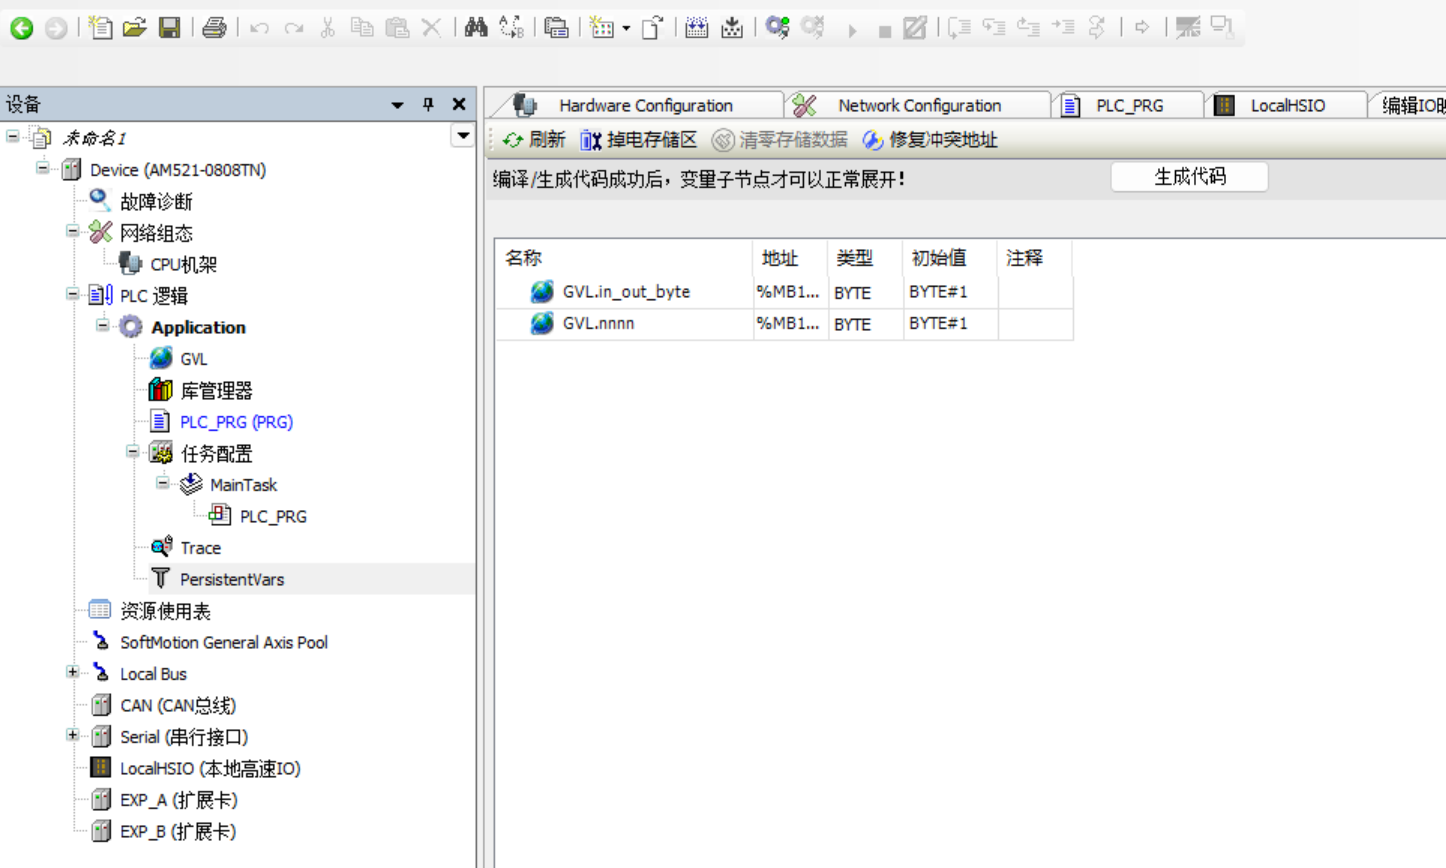 设备
未命名1
Device (AM521-0808TN)
故障诊断
网络组态
CPU机架
PLC 逻辑
Application
GVL
库管理器
PLC_PRG (PRG)
任务配置
MainTask
PLC_PRG
Trace
PersistentVars
资源使用表
SoftMotion General Axis Pool
Local Bus
CAN (CAN总线)
Serial (串行接口)
LocalHSIO (本地高速IO)
EXP_A (扩展卡)
EXP_B (扩展卡)
Hardware Configuration Network Configuration PLC_PRG LocalHSIO 编辑IO映
刷新 掉电存储区 清零存储数据 修复冲突地址
编译/生成代码成功后，变量子节点才可以正常展开! 生成代码
名称 地址 类型 初始值 注释
GVL.in_out_byte %MB1... BYTE BYTE#1
GVL.nnnn %MB1... BYTE BYTE#1